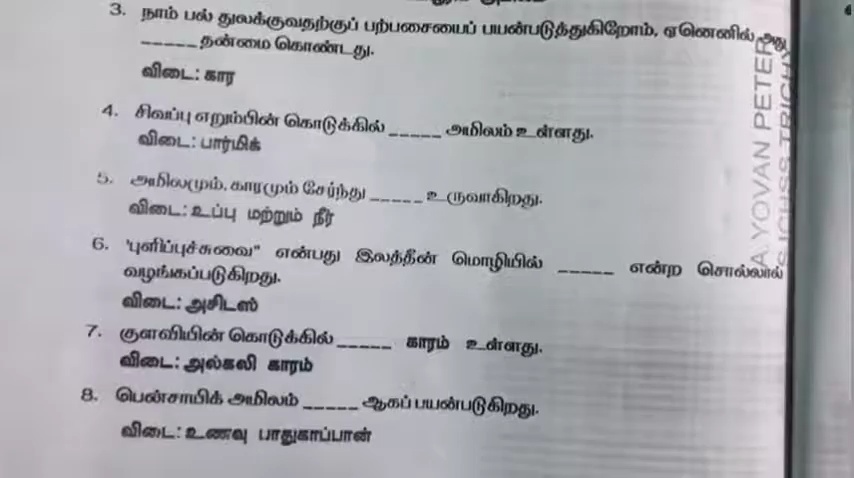 3. நாம் பல் துலக்குவதற்குப் பற்பசையைப் பயன்படுத்துகிறோம், ஏனெனில் அது
_____ தன்மை கொண்டது.
விடை: கார
4. சிவப்பு எறும்பின் கொடுக்கில் _____ அமிலம் உள்ளது.
விடை: பார்மிக்
5. அமிலமும், காரமும் சேர்ந்து _____ உருவாகிறது.
விடை: உப்பு மற்றும் நீர்
6. 'புளிப்புச்சுவை" என்பது இலத்தீன் மொழியில் _____ என்ற சொல்லால்
வழங்கப்படுகிறது.
விடை: அசிடஸ்
7. குளவியின் கொடுக்கில் _____ காரம் உள்ளது.
விடை: அல்கலி காரம்
8. பென்சாயிக் அமிலம் _____ ஆகப் பயன்படுகிறது.
விடை: உணவு பாதுகாப்பான்
A. YOVAN PETER
SJCHSS TRICHY